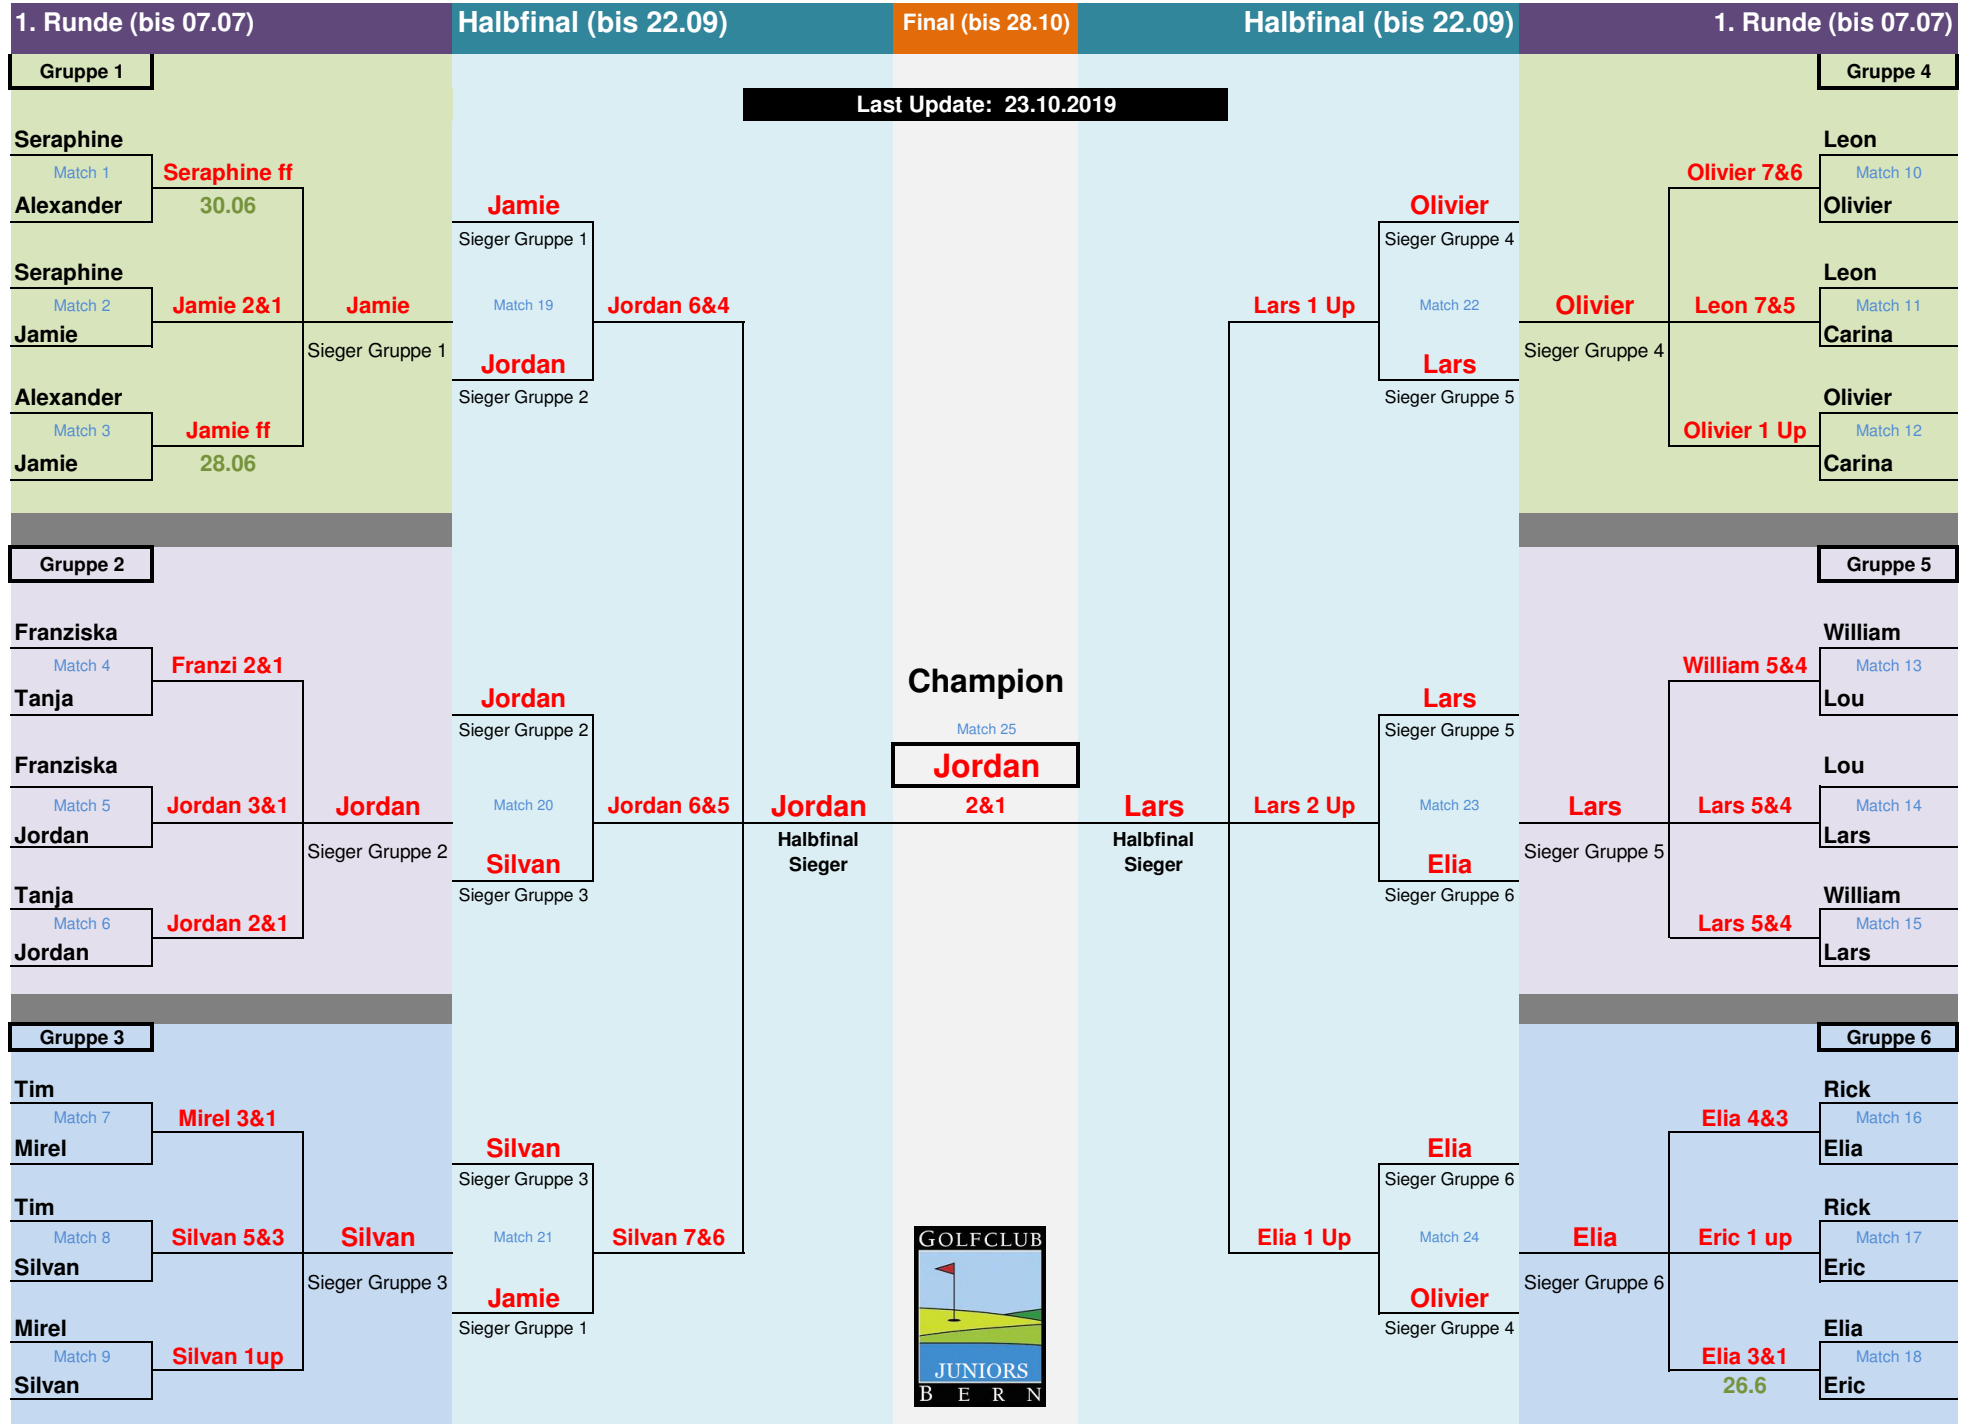 1. Runde (bis 07.07)
Halbfinal (bis 22.09)
Final (bis 28.10)
Halbfinal (bis 22.09)
1. Runde (bis 07.07)
Last Update: 23.10.2019
Gruppe 1
Seraphine
Match 1
Alexander
Seraphine ff
30.06
Seraphine
Match 2
Jamie
Jamie 2&1
Alexander
Match 3
Jamie
Jamie ff
28.06
Jamie
Sieger Gruppe 1
Gruppe 2
Franziska
Match 4
Tanja
Franzi 2&1
Franziska
Match 5
Jordan
Jordan 3&1
Tanja
Match 6
Jordan
Jordan 2&1
Jordan
Sieger Gruppe 2
Gruppe 3
Tim
Match 7
Mirel
Mirel 3&1
Tim
Match 8
Silvan
Silvan 5&3
Mirel
Match 9
Silvan
Silvan 1up
Silvan
Sieger Gruppe 3
Jamie
Sieger Gruppe 1
Match 19
Jordan
Sieger Gruppe 2
Jordan 6&4
Jordan
Sieger Gruppe 2
Match 20
Silvan
Sieger Gruppe 3
Jordan 6&5
Silvan
Sieger Gruppe 3
Match 21
Jamie
Sieger Gruppe 1
Silvan 7&6
Jordan
Halbfinal
Sieger
Champion
Match 25
Jordan
2&1
GOLFCLUB
JUNIORS
BERN
Lars
Halbfinal
Sieger
Olivier
Sieger Gruppe 4
Match 22
Lars
Sieger Gruppe 5
Lars 1 Up
Lars
Sieger Gruppe 5
Match 23
Elia
Sieger Gruppe 6
Lars 2 Up
Elia
Sieger Gruppe 6
Match 24
Olivier
Sieger Gruppe 4
Elia 1 Up
Gruppe 4
Leon
Match 10
Olivier
Olivier 7&6
Leon
Match 11
Carina
Leon 7&5
Olivier
Match 12
Carina
Olivier 1 Up
Olivier
Sieger Gruppe 4
Gruppe 5
William
Match 13
Lou
William 5&4
Lou
Match 14
Lars
Lars 5&4
William
Match 15
Lars
Lars 5&4
Lars
Sieger Gruppe 5
Gruppe 6
Rick
Match 16
Elia
Elia 4&3
Rick
Match 17
Eric
Eric 1 up
Elia
Match 18
Eric
Elia 3&1
26.6
Elia
Sieger Gruppe 6